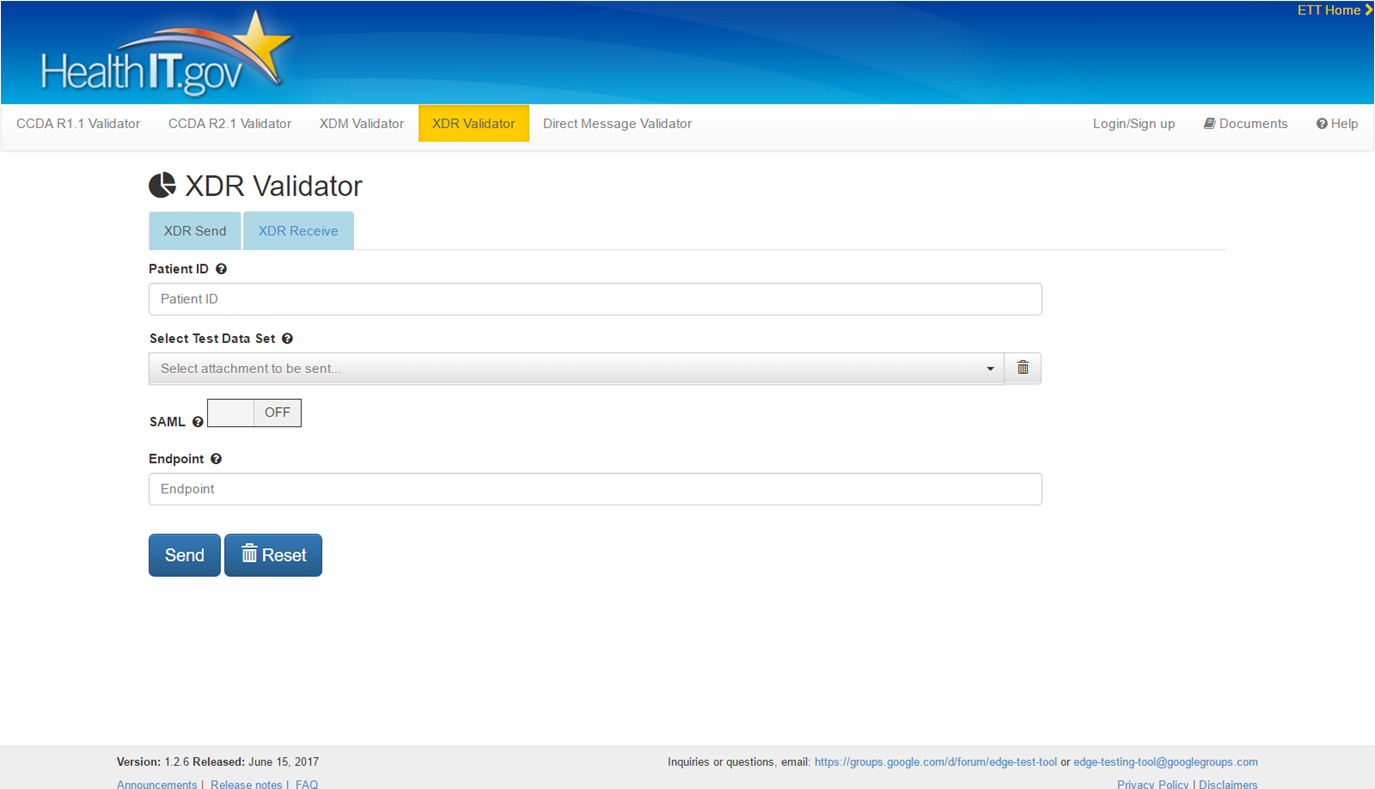 ETT Home
HealthIT.gov
CCDA R1.1 Validator CCDA R2.1 Validator XDM Validator XDR Validator Direct Message Validator Login/Sign up Documents Help
XDR Validator
XDR Send XDR Receive
Patient ID
Patient ID
Select Test Data Set
Select attachment to be sent...
SAML OFF
Endpoint
Endpoint
Send Reset
Version: 1.2.6 Released: June 15, 2017 Inquiries or questions, email: https://groups.google.com/d/forum/edge-test-tool or edge-testing-tool@googlegroups.com
Announcements | Release notes | FAQ Privacy Policy | Disclaimers